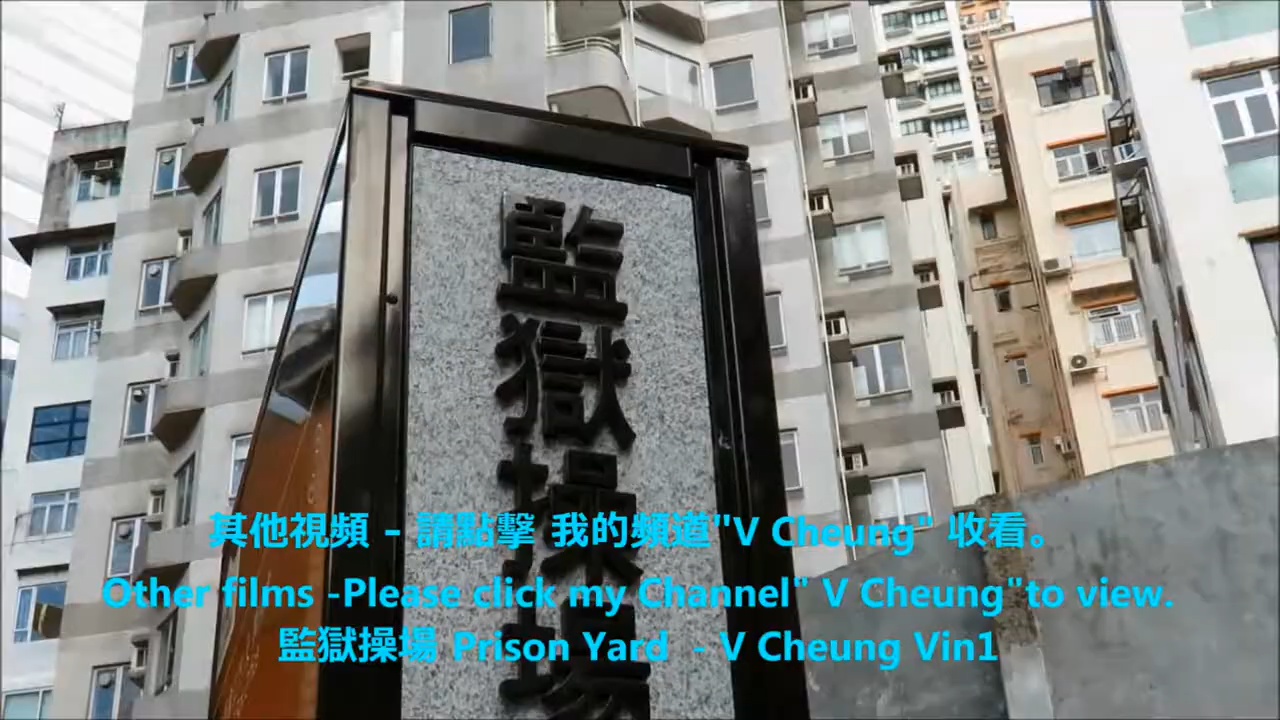 監獄操場
其他視頻 - 請點擊 我的頻道"V Cheung" 收看。
Other films -Please click my Channel" V Cheung"to view.
監獄操場 Prison Yard - V Cheung Vin1